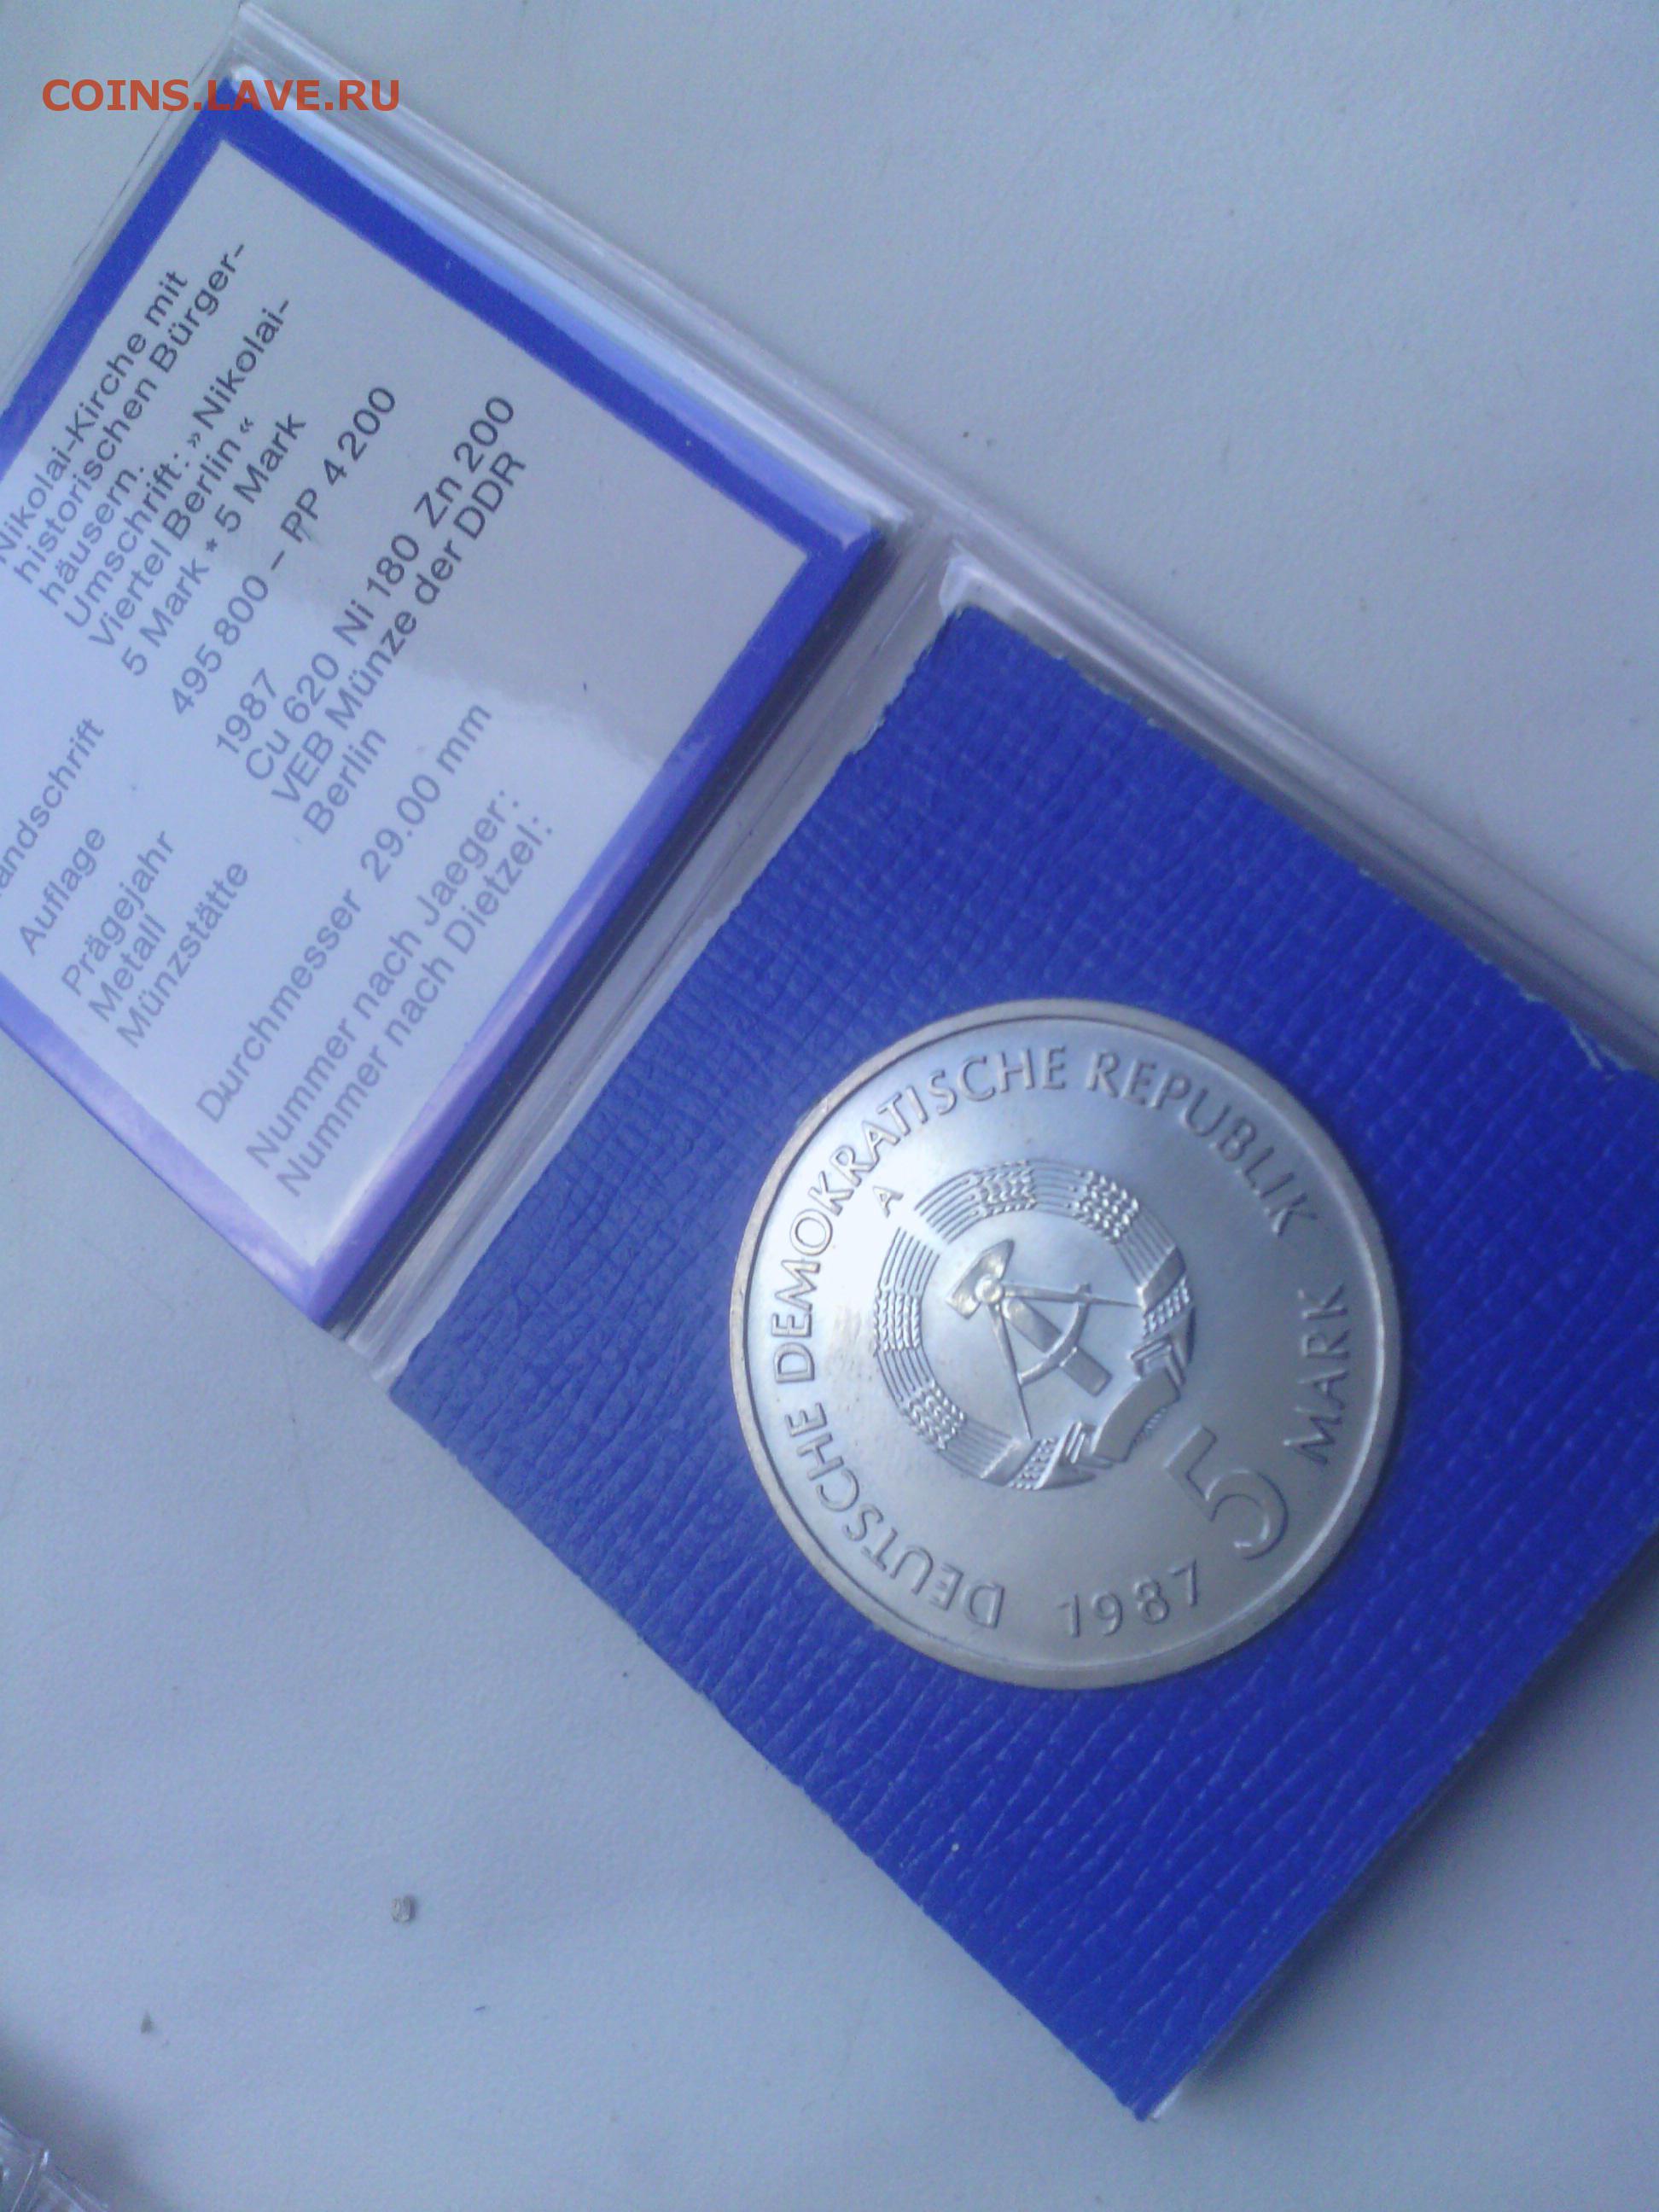 COINS.LAVE.RU
Nikolai-Kirche mit
historischen Bürger-
häusern.
Umschrift: »Nikolai-
Viertel Berlin«
5 Mark * 5 Mark
Auflage 495 800 – PP 4 200
Prägejahr 1987
Metall Cu 620 Ni 180 Zn 200
Münzstätte VEB Münze der DDR
Berlin
Durchmesser 29.00 mm
Nummer nach Jaeger:
Nummer nach Dietzel:
DEUTSCHE DEMOKRATISCHE REPUBLIK
A
1987 5 MARK